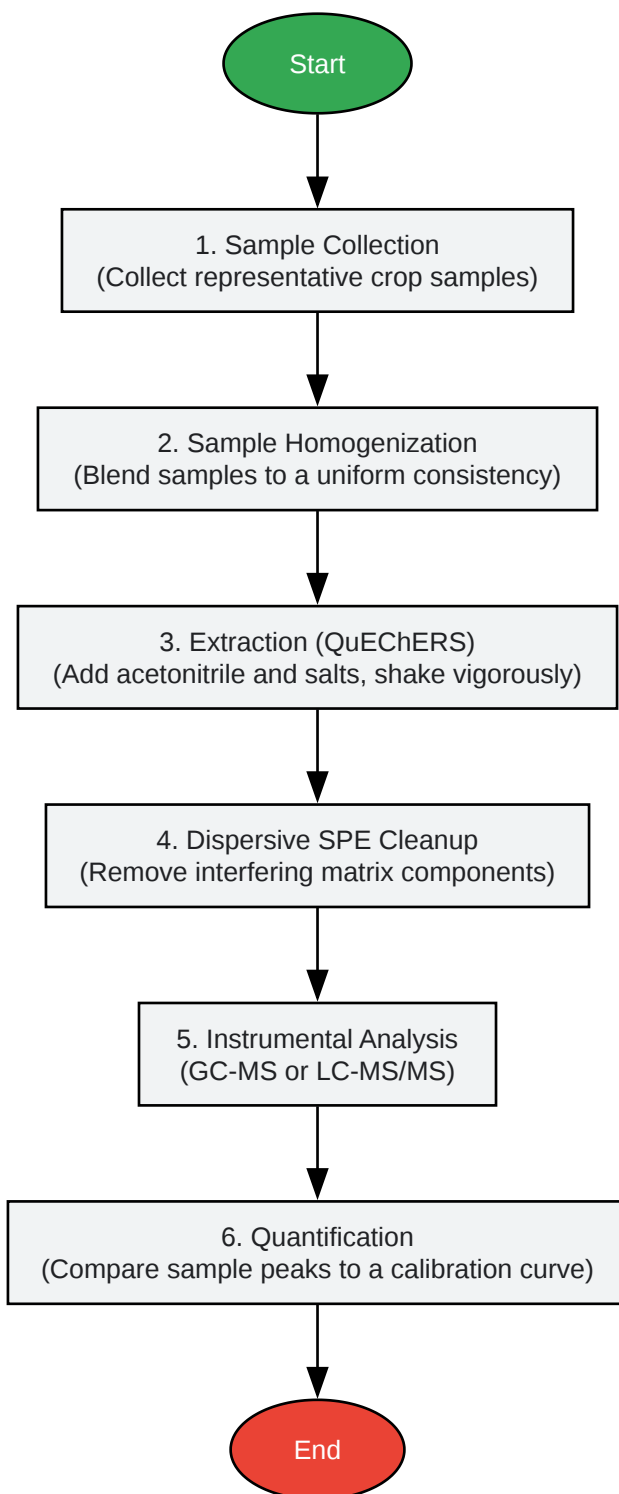 Start
1. Sample Collection
(Collect representative crop samples)
2. Sample Homogenization
(Blend samples to a uniform consistency)
3. Extraction (QuEChERS)
(Add acetonitrile and salts, shake vigorously)
4. Dispersive SPE Cleanup
(Remove interfering matrix components)
5. Instrumental Analysis
(GC-MS or LC-MS/MS)
6. Quantification
(Compare sample peaks to a calibration curve)
End